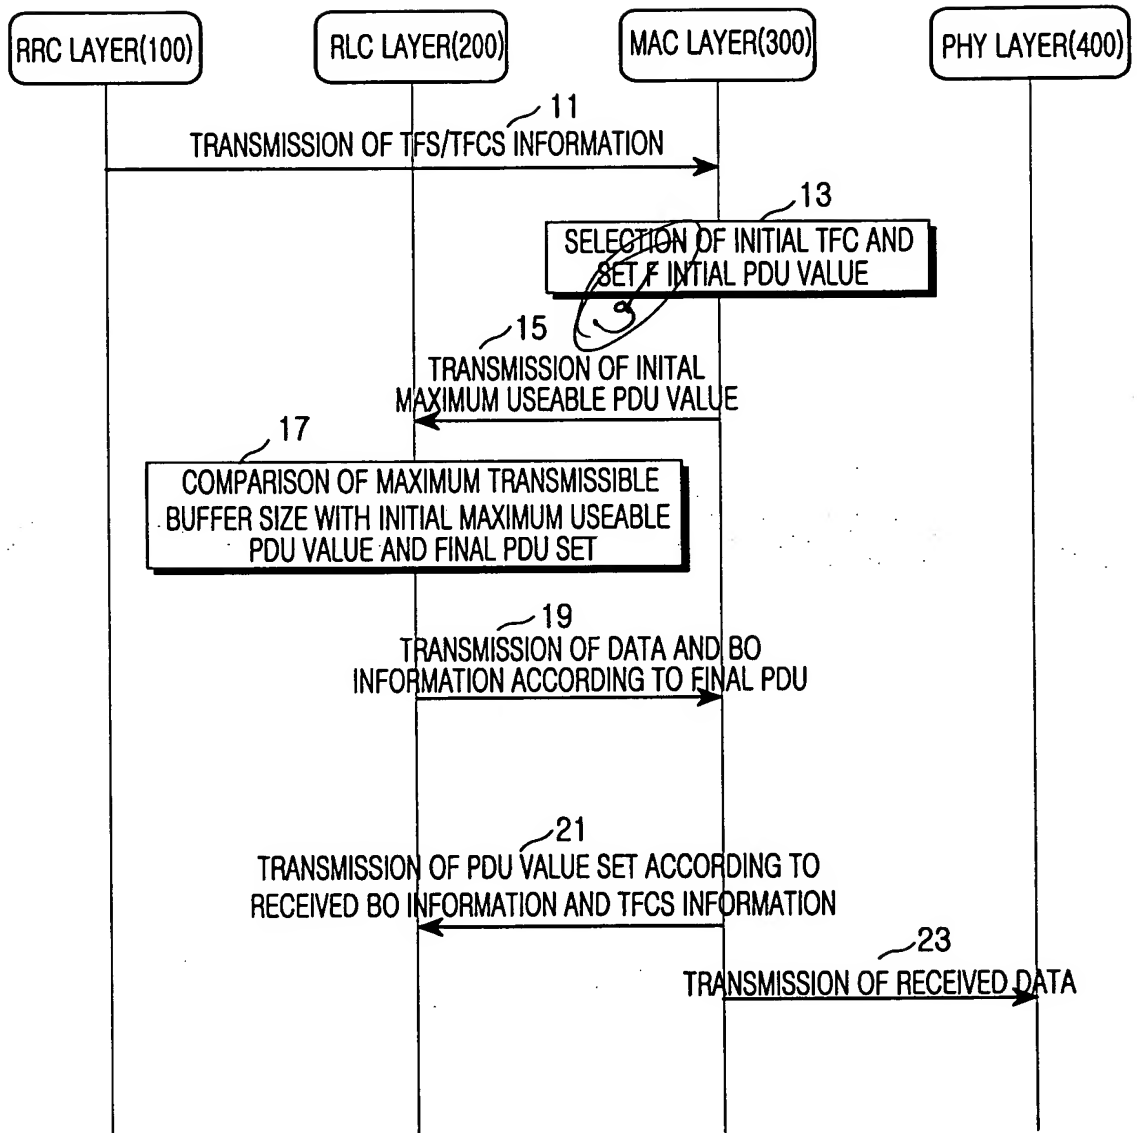 RRC LAYER(100)
RLC LAYER(200)
MAC LAYER(300)
PHY LAYER(400)
11
TRANSMISSION OF TFS/TFCS INFORMATION
13
SELECTION OF INITIAL TFC AND
SET F INTIAL PDU VALUE
15
TRANSMISSION OF INITAL
MAXIMUM USEABLE PDU VALUE
17
COMPARISON OF MAXIMUM TRANSMISSIBLE
BUFFER SIZE WITH INITIAL MAXIMUM USEABLE
PDU VALUE AND FINAL PDU SET
19
TRANSMISSION OF DATA AND BO
INFORMATION ACCORDING TO FINAL PDU
21
TRANSMISSION OF PDU VALUE SET ACCORDING TO
RECEIVED BO INFORMATION AND TFCS INFORMATION
23
TRANSMISSION OF RECEIVED DATA